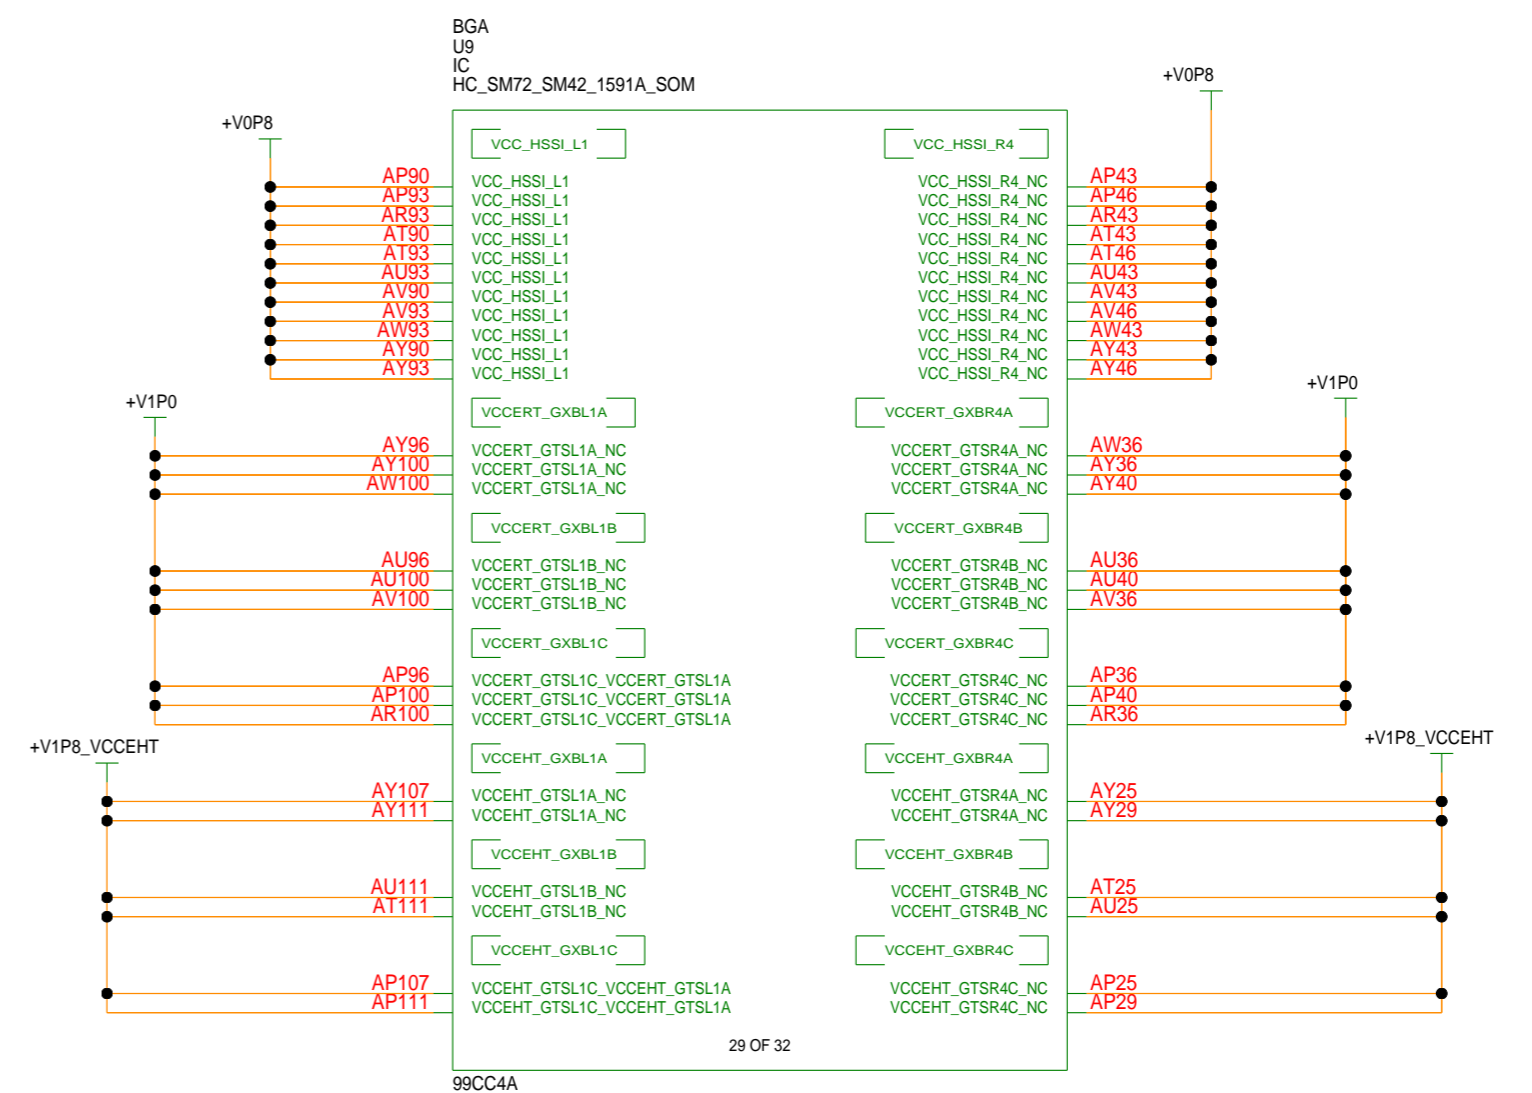 BGA
U9
IC
HC_SM72_SM42_1591A_SOM
+V0P8 +V0P8
VCC_HSSI_L1 VCC_HSSI_R4
AP90 VCC_HSSI_L1 VCC_HSSI_R4_NC AP43
AP93 VCC_HSSI_L1 VCC_HSSI_R4_NC AP46
AR93 VCC_HSSI_L1 VCC_HSSI_R4_NC AR43
AT90 VCC_HSSI_L1 VCC_HSSI_R4_NC AT43
AT93 VCC_HSSI_L1 VCC_HSSI_R4_NC AT46
AU93 VCC_HSSI_L1 VCC_HSSI_R4_NC AU43
AV90 VCC_HSSI_L1 VCC_HSSI_R4_NC AV43
AV93 VCC_HSSI_L1 VCC_HSSI_R4_NC AV46
AW93 VCC_HSSI_L1 VCC_HSSI_R4_NC AW43
AY90 VCC_HSSI_L1 VCC_HSSI_R4_NC AY43
AY93 VCC_HSSI_L1 VCC_HSSI_R4_NC AY46
+V1P0 +V1P0
VCCERT_GXBL1A VCCERT_GXBR4A
AY96 VCCERT_GTSL1A_NC VCCERT_GTSR4A_NC AW36
AY100 VCCERT_GTSL1A_NC VCCERT_GTSR4A_NC AY36
AW100 VCCERT_GTSL1A_NC VCCERT_GTSR4A_NC AY40
VCCERT_GXBL1B VCCERT_GXBR4B
AU96 VCCERT_GTSL1B_NC VCCERT_GTSR4B_NC AU36
AU100 VCCERT_GTSL1B_NC VCCERT_GTSR4B_NC AU40
AV100 VCCERT_GTSL1B_NC VCCERT_GTSR4B_NC AV36
VCCERT_GXBL1C VCCERT_GXBR4C
AP96 VCCERT_GTSL1C_VCCERT_GTSL1A VCCERT_GTSR4C_NC AP36
AP100 VCCERT_GTSL1C_VCCERT_GTSL1A VCCERT_GTSR4C_NC AP40
AR100 VCCERT_GTSL1C_VCCERT_GTSL1A VCCERT_GTSR4C_NC AR36
+V1P8_VCCEHT +V1P8_VCCEHT
VCCEHT_GXBL1A VCCEHT_GXBR4A
AY107 VCCEHT_GTSL1A_NC VCCEHT_GTSR4A_NC AY25
AY111 VCCEHT_GTSL1A_NC VCCEHT_GTSR4A_NC AY29
VCCEHT_GXBL1B VCCEHT_GXBR4B
AU111 VCCEHT_GTSL1B_NC VCCEHT_GTSR4B_NC AT25
AT111 VCCEHT_GTSL1B_NC VCCEHT_GTSR4B_NC AU25
VCCEHT_GXBL1C VCCEHT_GXBR4C
AP107 VCCEHT_GTSL1C_VCCEHT_GTSL1A VCCEHT_GTSR4C_NC AP25
AP111 VCCEHT_GTSL1C_VCCEHT_GTSL1A VCCEHT_GTSR4C_NC AP29
29 OF 32
99CC4A